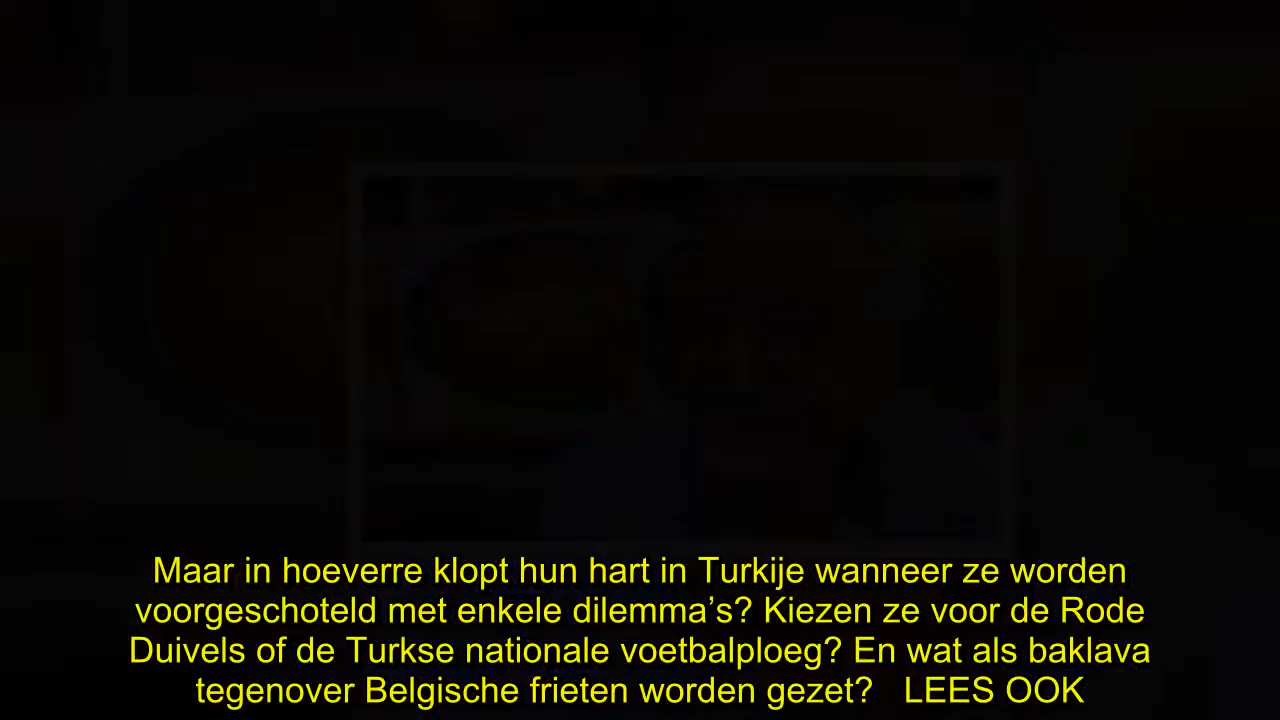 Maar in hoeverre klopt hun hart in Turkije wanneer ze worden
voorgeschoteld met enkele dilemma’s? Kiezen ze voor de Rode
Duivels of de Turkse nationale voetbalploeg? En wat als baklava
tegenover Belgische frieten worden gezet?   LEES OOK